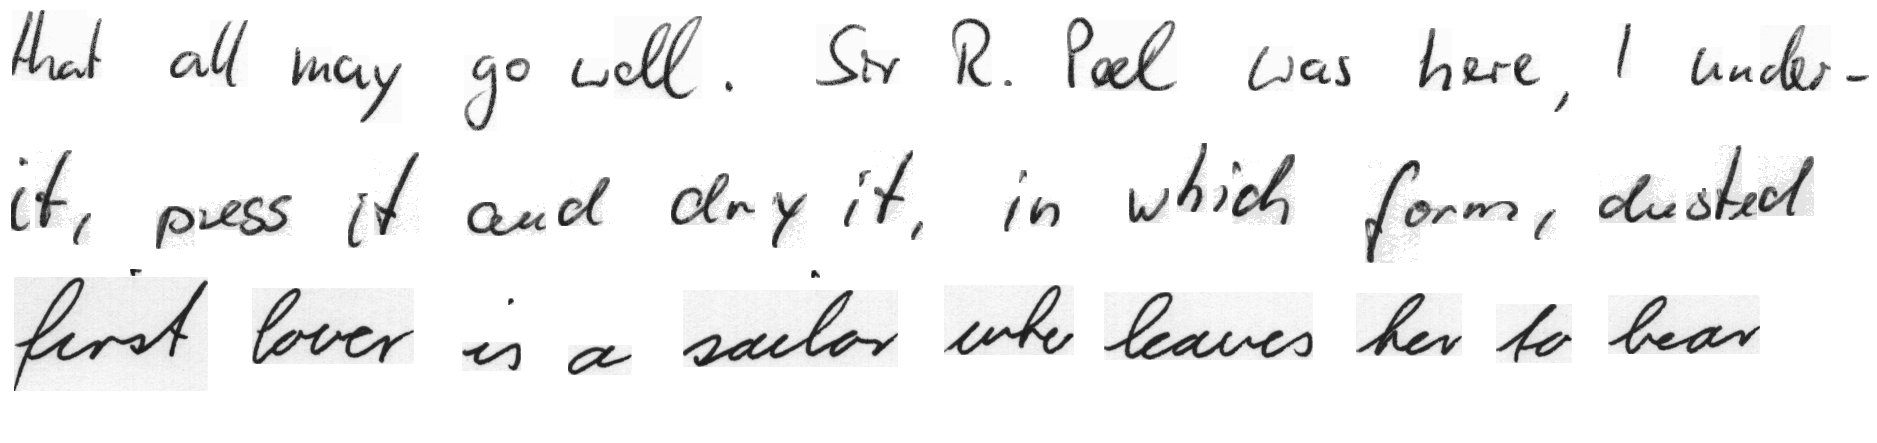 that all may go well. Sir R. Peel was here, I under-
it, press it and dry it, in which form, dusted
first lover is a sailor who leaves her to bear